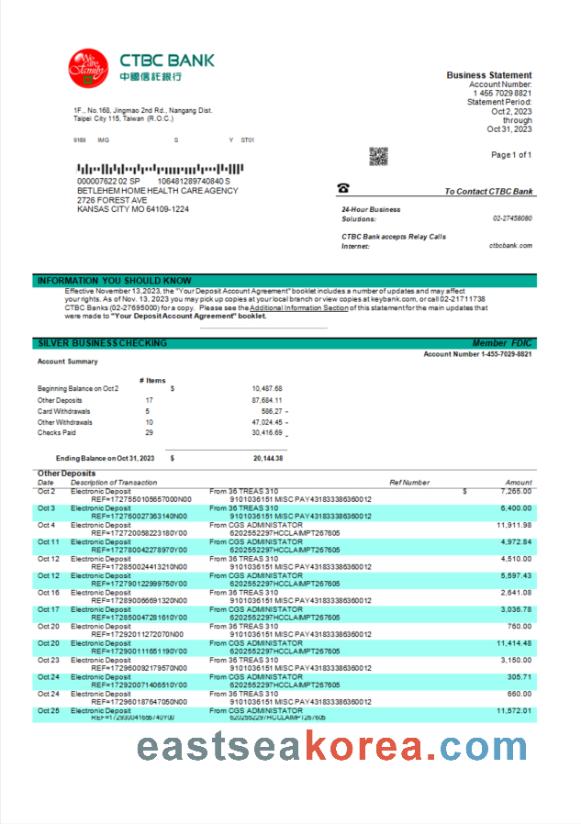 We are Family
CTBC BANK
中國信託銀行
1F., No.168, Jingmao 2nd Rd., Nangang Dist.
Taipei City 115, Taiwan (R.O.C.)
Business Statement
Account Number:
1 455 7029 8821
Statement Period:
Oct 2, 2023
through
Oct 31, 2023
Page 1 of 1
9168 IMG S Y ST01
000007622 02 SP 106481289740840 S
BETLEHEM HOME HEALTH CARE AGENCY
2726 FOREST AVE
KANSAS CITY MO 64109-1224
To Contact CTBC Bank
24-Hour Business
Solutions: 02-27458080
CTBC Bank accepts Relay Calls
Internet: ctbcbank.com
INFORMATION YOU SHOULD KNOW
Effective November 13,2023, the "Your Deposit Account Agreement" booklet includes a number of updates and may affect
your rights. As of Nov. 13, 2023 you may pick up copies at your local branch or view copies at keybank.com, or call 02-21711738
CTBC Banks (02-27695000) for a copy. Please see the Additional Information Section of this statement for the main updates that
were made to "Your Deposit Account Agreement" booklet.
SILVER BUSINESS CHECKING Member FDIC
Account Number 1-455-7029-8821
Account Summary
# Items
Beginning Balance on Oct 2 $ 10,487.68
Other Deposits 17 87,684.11
Card Withdrawals 5 586,27 -
Other Withdrawals 10 47,024.45 -
Checks Paid 29 30,416.69 -
Ending Balance on Oct 31, 2023 $ 20,144.38
Other Deposits
Date Description of Transaction Ref Number Amount
Oct 2 Electronic Deposit From 36 TREAS 310 $ 7,265.00
REF=1727550105657000N00 9101036151 MISC PAY431833386360012
Oct 3 Electronic Deposit From 36 TREAS 310 6,400.00
REF=172760027363140N00 9101036151 MISC PAY431833386360012
Oct 4 Electronic Deposit From CGS ADMINISTATOR 11,911.98
REF=172720058223180Y00 6202552297HCCLAIMPT267605
Oct 11 Electronic Deposit From CGS ADMINISTATOR 4,972.84
REF=172780042278970Y00 6202552297HCCLAIMPT267605
Oct 12 Electronic Deposit From 36 TREAS 310 4,510.00
REF=172850024413210N00 9101036151 MISC PAY431833386360012
Oct 12 Electronic Deposit From CGS ADMINISTATOR 5,597.43
REF=172790122999750Y00 6202552297HCCLAIMPT267605
Oct 16 Electronic Deposit From 36 TREAS 310 2,641.08
REF=172890066691320N00 9101036151 MISC PAY431833386360012
Oct 17 Electronic Deposit From CGS ADMINISTATOR 3,036.78
REF=172850047281610Y00 6202552297HCCLAIMPT267605
Oct 20 Electronic Deposit From 36 TREAS 310 760.00
REF=17292011272070N00 9101036151 MISC PAY431833386360012
Oct 20 Electronic Deposit From CGS ADMINISTATOR 11,414.48
REF=172900111651190Y00 6202552297HCCLAIMPT267605
Oct 23 Electronic Deposit From 36 TREAS 310 3,150.00
REF=172960092179570N00 9101036151 MISC PAY431833386360012
Oct 24 Electronic Deposit From CGS ADMINISTATOR 305.71
REF=172920071406510Y00 6202552297HCCLAIMPT267605
Oct 24 Electronic Deposit From 36 TREAS 310 660.00
REF=172960187647050N00 9101036151 MISC PAY431833386360012
Oct 25 Electronic Deposit From CGS ADMINISTATOR 11,572.01
REF=172930041666740Y00 6202552297HCCLAIMPT267605
eastseakorea.com